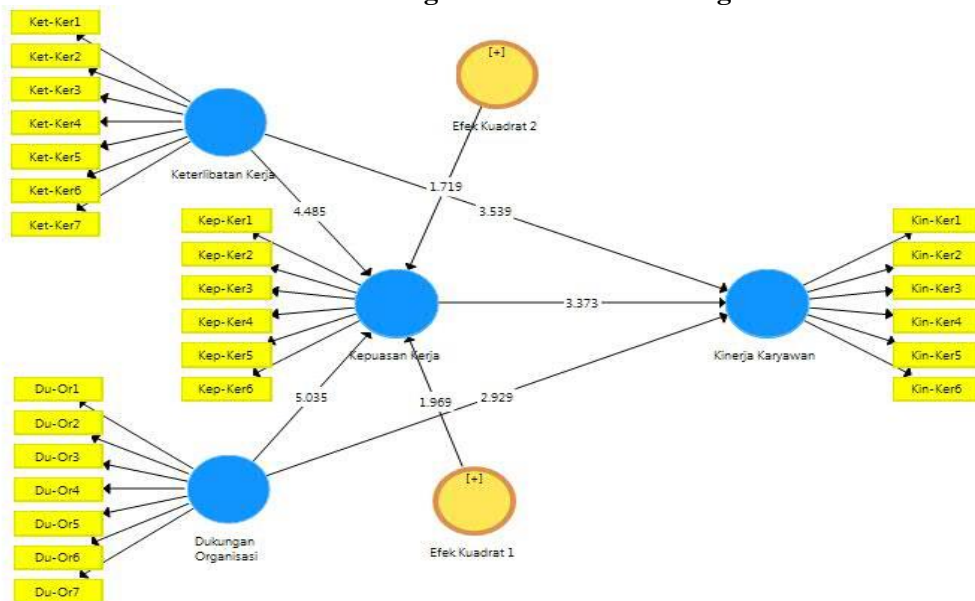 Ket-Ker1
Ket-Ker2
Ket-Ker3
Ket-Ker4
Ket-Ker5
Ket-Ker6
Ket-Ker7
Keterlibatan Kerja
[+]
Efek Kuadrat 2
4.485
1.719
3.539
Kep-Ker1
Kep-Ker2
Kep-Ker3
Kep-Ker4
Kep-Ker5
Kep-Ker6
Kepuasan Kerja
3.373
Kin-Ker1
Kin-Ker2
Kin-Ker3
Kin-Ker4
Kin-Ker5
Kin-Ker6
Kinerja Karyawan
5.035
1.969
2.929
Du-Or1
Du-Or2
Du-Or3
Du-Or4
Du-Or5
Du-Or6
Du-Or7
Dukungan
Organisasi
[+]
Efek Kuadrat 1